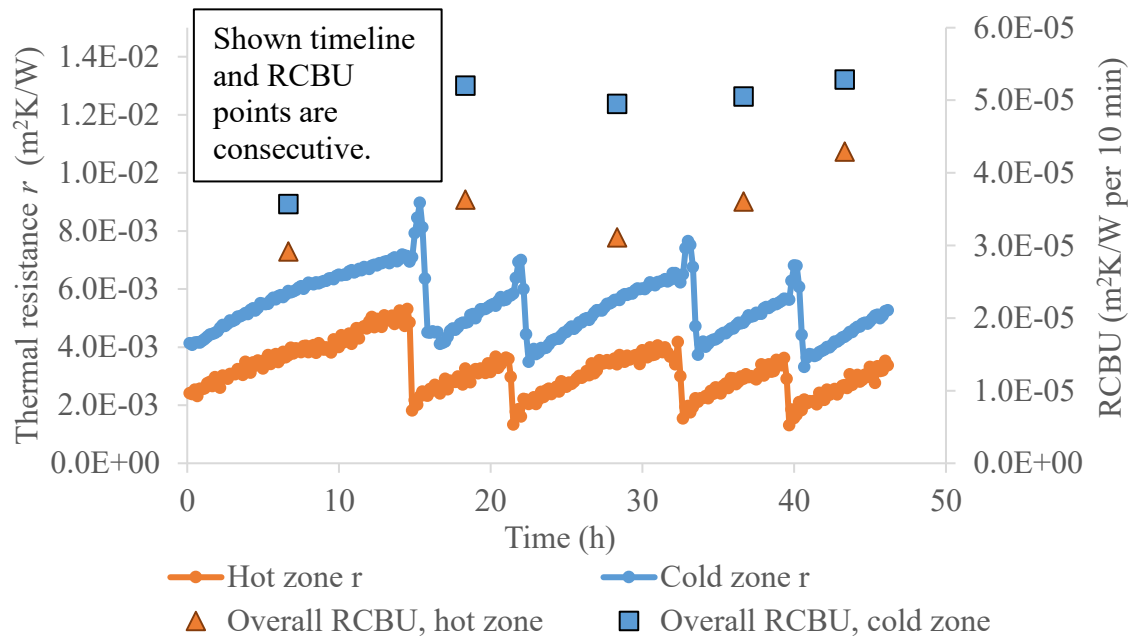 Shown timeline
and RCBU
points are
consecutive.
Thermal resistance r (m²K/W)
1.4E-02
1.2E-02
1.0E-02
8.0E-03
6.0E-03
4.0E-03
2.0E-03
0.0E+00
6.0E-05
5.0E-05
4.0E-05
3.0E-05
2.0E-05
1.0E-05
0.0E+00
RCBU (m²K/W per 10 min)
0 10 20 30 40 50
Time (h)
Hot zone r Cold zone r
Overall RCBU, hot zone Overall RCBU, cold zone